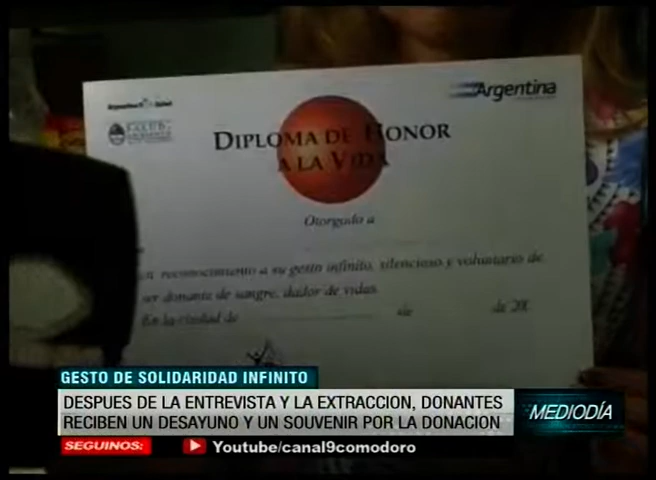 Argentina
DIPLOMA DE HONOR
A LA VIDA
Otorgado a
en reconocimiento a su gesto infinito, silencioso y voluntario de
ser donante de sangre, dador de vidas.
En la ciudad de de de 20
GESTO DE SOLIDARIDAD INFINITO
DESPUES DE LA ENTREVISTA Y LA EXTRACCION, DONANTES
RECIBEN UN DESAYUNO Y UN SOUVENIR POR LA DONACION
MEDIODÍA
SEGUINOS: Youtube/canal9comodoro